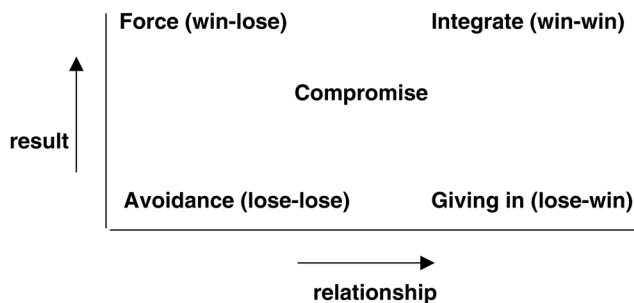 Force (win-lose)
Integrate (win-win)
Compromise
result
Avoidance (lose-lose)
Giving in (lose-win)
relationship